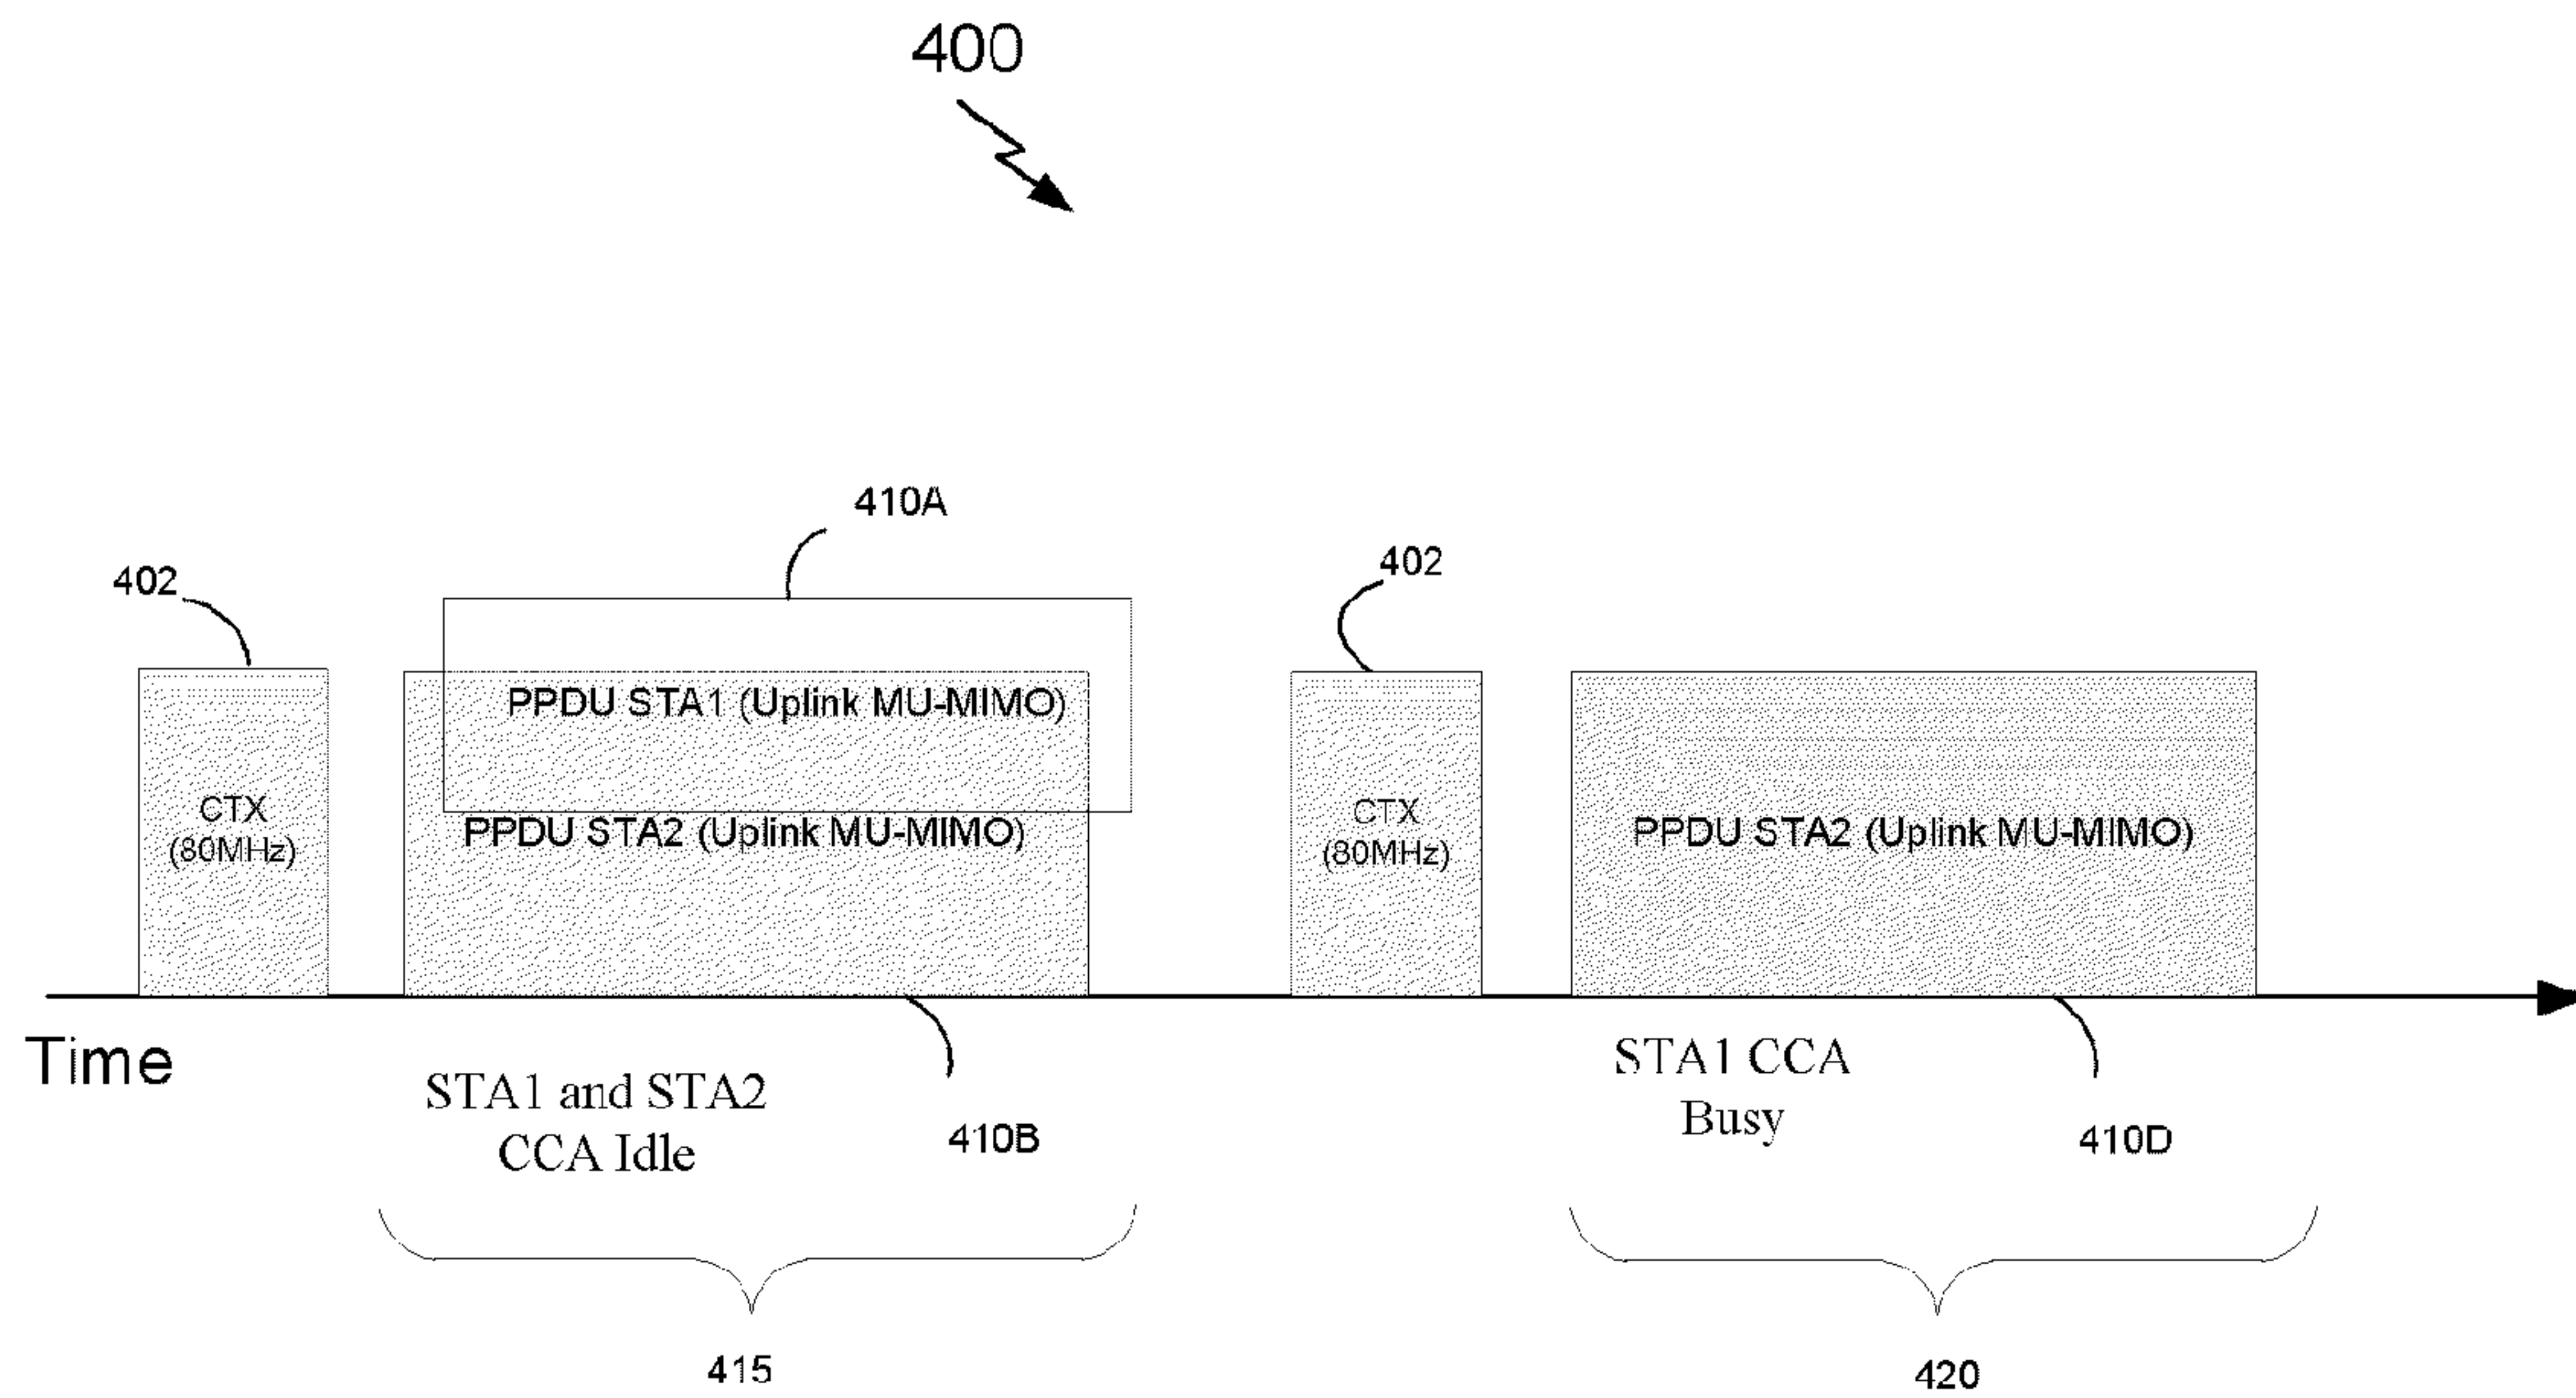 400
410A
402
402
PPDU STA1 (Uplink MU-MIMO)
CTX
(80MHz)
PPDU STA2 (Uplink MU-MIMO)
CTX
(80MHz)
PPDU STA2 (Uplink MU-MIMO)
Time
STA1 and STA2
CCA Idle
410B
STA1 CCA
Busy
410D
415
420